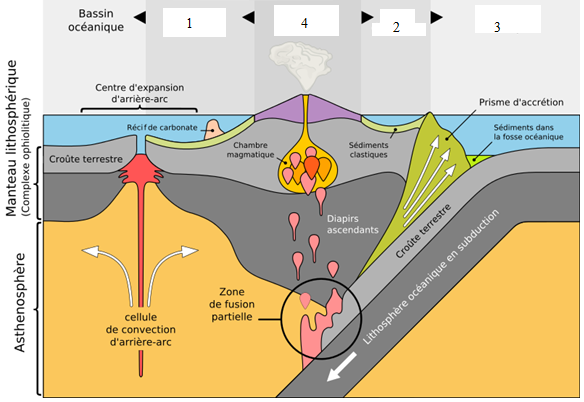 Bassin
océanique
1
4
2
3
Centre d'expansion
d'arrière-arc
Prisme d'accrétion
Récif de carbonate
Sédiments dans
la fosse océanique
Croûte terrestre
Chambre
magmatique
Sédiments
clastiques
Manteau lithosphérique
(Complexe ophiolitique)
Diapirs
ascendants
Croûte terrestre
Lithosphère océanique en subduction
Zone
de fusion
partielle
Asthenosphère
cellule
de convection
d'arrière-arc